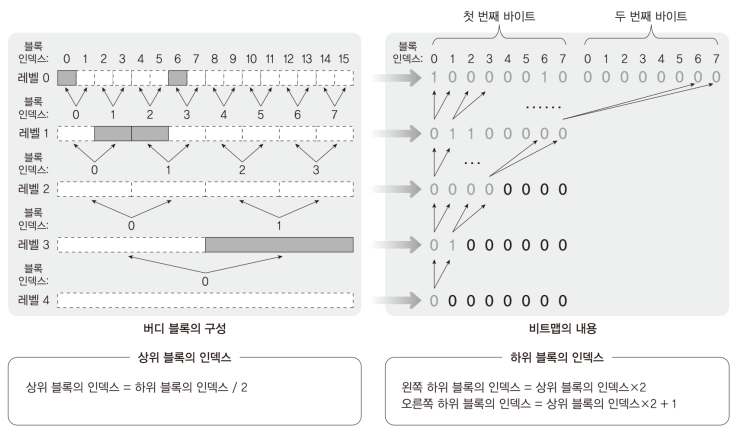 블록
인덱스: 0 1 2 3 4 5 6 7 8 9 10 11 12 13 14 15
레벨 0
블록
인덱스: 0 1 2 3 4 5 6 7
레벨 1
블록
인덱스: 0 1 2 3
레벨 2
블록
인덱스: 0 1
레벨 3
블록
인덱스: 0
레벨 4
버디 블록의 구성
첫 번째 바이트 두 번째 바이트
블록
인덱스: 0 1 2 3 4 5 6 7 0 1 2 3 4 5 6 7
1 0 0 0 0 0 1 0 0 0 0 0 0 0 0 0
......
0 1 1 0 0 0 0 0
...
0 0 0 0 0 0 0 0
0 1 0 0 0 0 0 0
0 0 0 0 0 0 0 0
비트맵의 내용
상위 블록의 인덱스
상위 블록의 인덱스 = 하위 블록의 인덱스 / 2
하위 블록의 인덱스
왼쪽 하위 블록의 인덱스 = 상위 블록의 인덱스×2
오른쪽 하위 블록의 인덱스 = 상위 블록의 인덱스×2 + 1